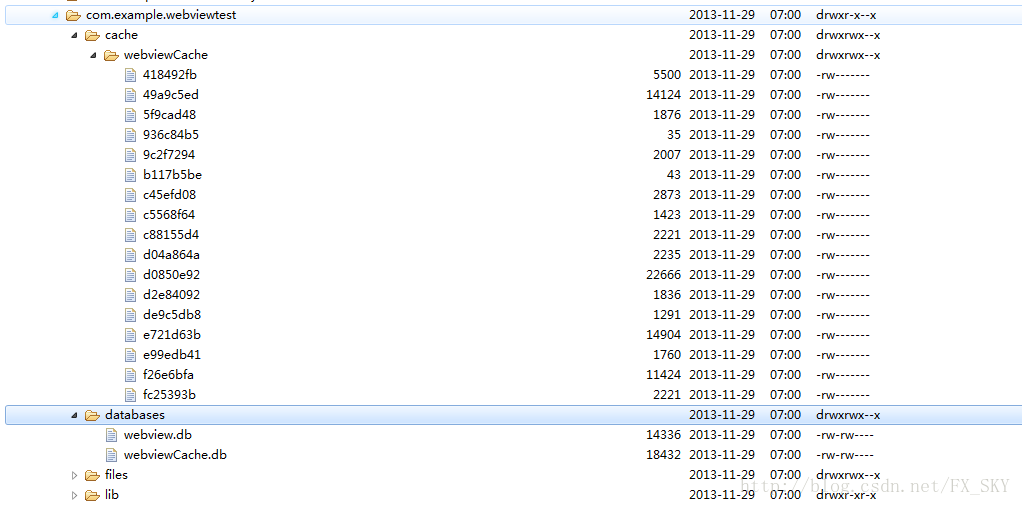 com.example.webviewtest 2013-11-29 07:00 drwxr-x--x
cache 2013-11-29 07:00 drwxrwx--x
webviewCache 2013-11-29 07:00 drwxrwx--x
418492fb 5500 2013-11-29 07:00 -rw-------
49a9c5ed 14124 2013-11-29 07:00 -rw-------
5f9cad48 1876 2013-11-29 07:00 -rw-------
936c84b5 35 2013-11-29 07:00 -rw-------
9c2f7294 2007 2013-11-29 07:00 -rw-------
b117b5be 43 2013-11-29 07:00 -rw-------
c45efd08 2873 2013-11-29 07:00 -rw-------
c5568f64 1423 2013-11-29 07:00 -rw-------
c88155d4 2221 2013-11-29 07:00 -rw-------
d04a864a 2235 2013-11-29 07:00 -rw-------
d0850e92 22666 2013-11-29 07:00 -rw-------
d2e84092 1836 2013-11-29 07:00 -rw-------
de9c5db8 1291 2013-11-29 07:00 -rw-------
e721d63b 14904 2013-11-29 07:00 -rw-------
e99edb41 1760 2013-11-29 07:00 -rw-------
f26e6bfa 11424 2013-11-29 07:00 -rw-------
fc25393b 2221 2013-11-29 07:00 -rw-------
databases 2013-11-29 07:00 drwxrwx--x
webview.db 14336 2013-11-29 07:00 -rw-rw----
webviewCache.db 18432 2013-11-29 07:00 -rw-rw----
files 2013-11-29 07:00 drwxrwx--x
lib 2013-11-29 07:00 drwxr-xr-x
http://blog.csdn.net/FX_SKY